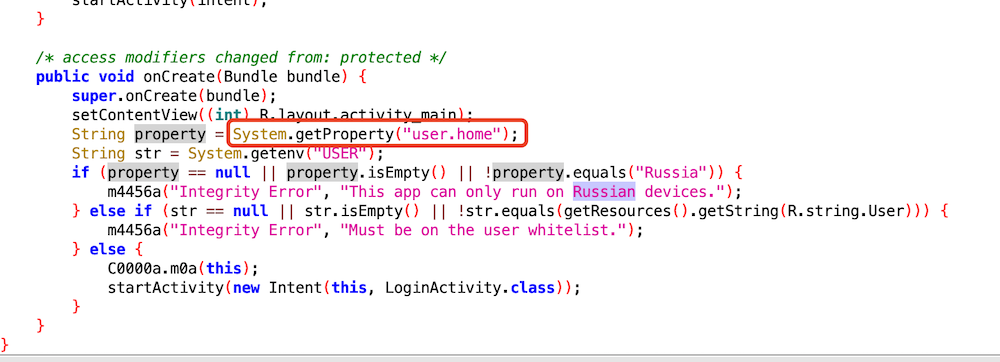 startActivity(intent);
}
/* access modifiers changed from: protected */
public void onCreate(Bundle bundle) {
super.onCreate(bundle);
setContentView((int) R.layout.activity_main);
String property = System.getProperty("user.home");
String str = System.getenv("USER");
if (property == null || property.isEmpty() || !property.equals("Russia")) {
m4456a("Integrity Error", "This app can only run on Russian devices.");
} else if (str == null || str.isEmpty() || !str.equals(getResources().getString(R.string.User))) {
m4456a("Integrity Error", "Must be on the user whitelist.");
} else {
C0000a.m0a(this);
startActivity(new Intent(this, LoginActivity.class));
}
}
}